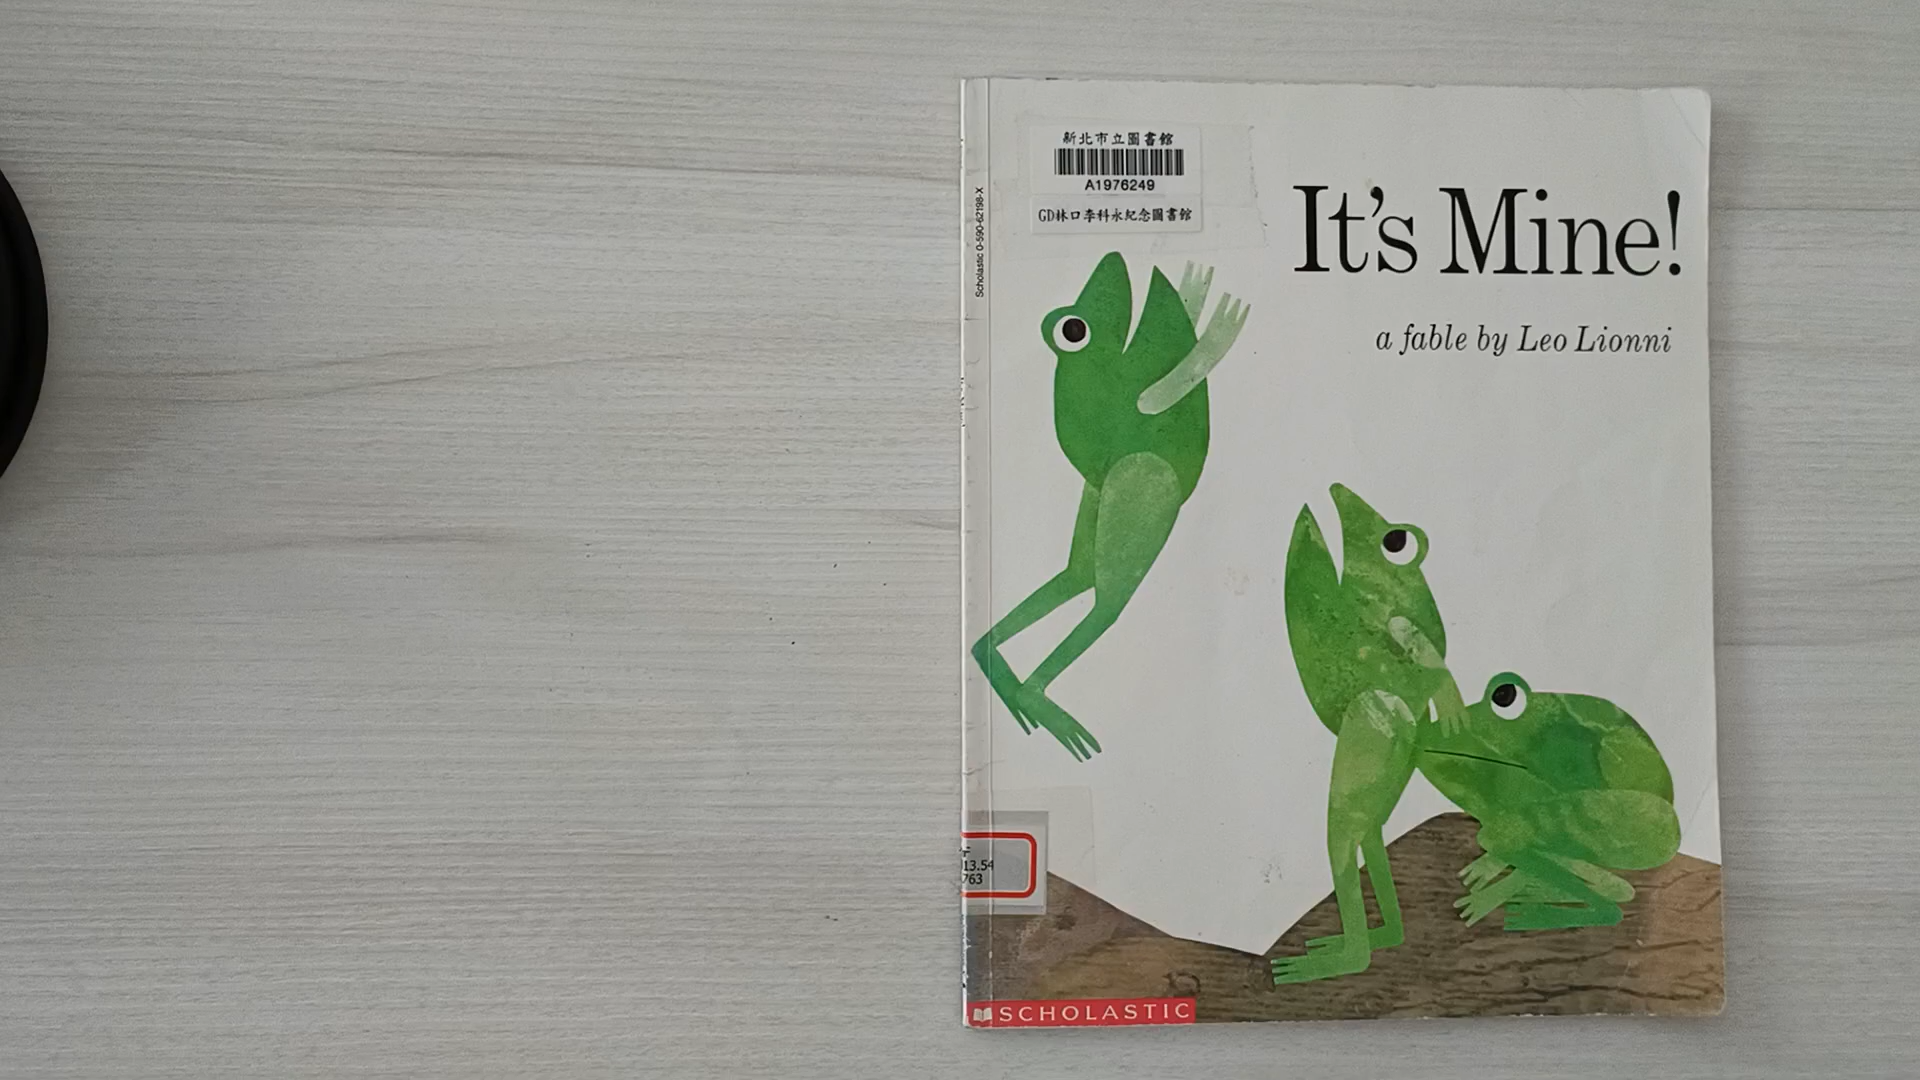 新北市立圖書館
A1976249
GD林口李科永紀念圖書館
Scholastic 0-590-62198-X
It's Mine!
a fable by Leo Lionni
13.54
763
SCHOLASTIC